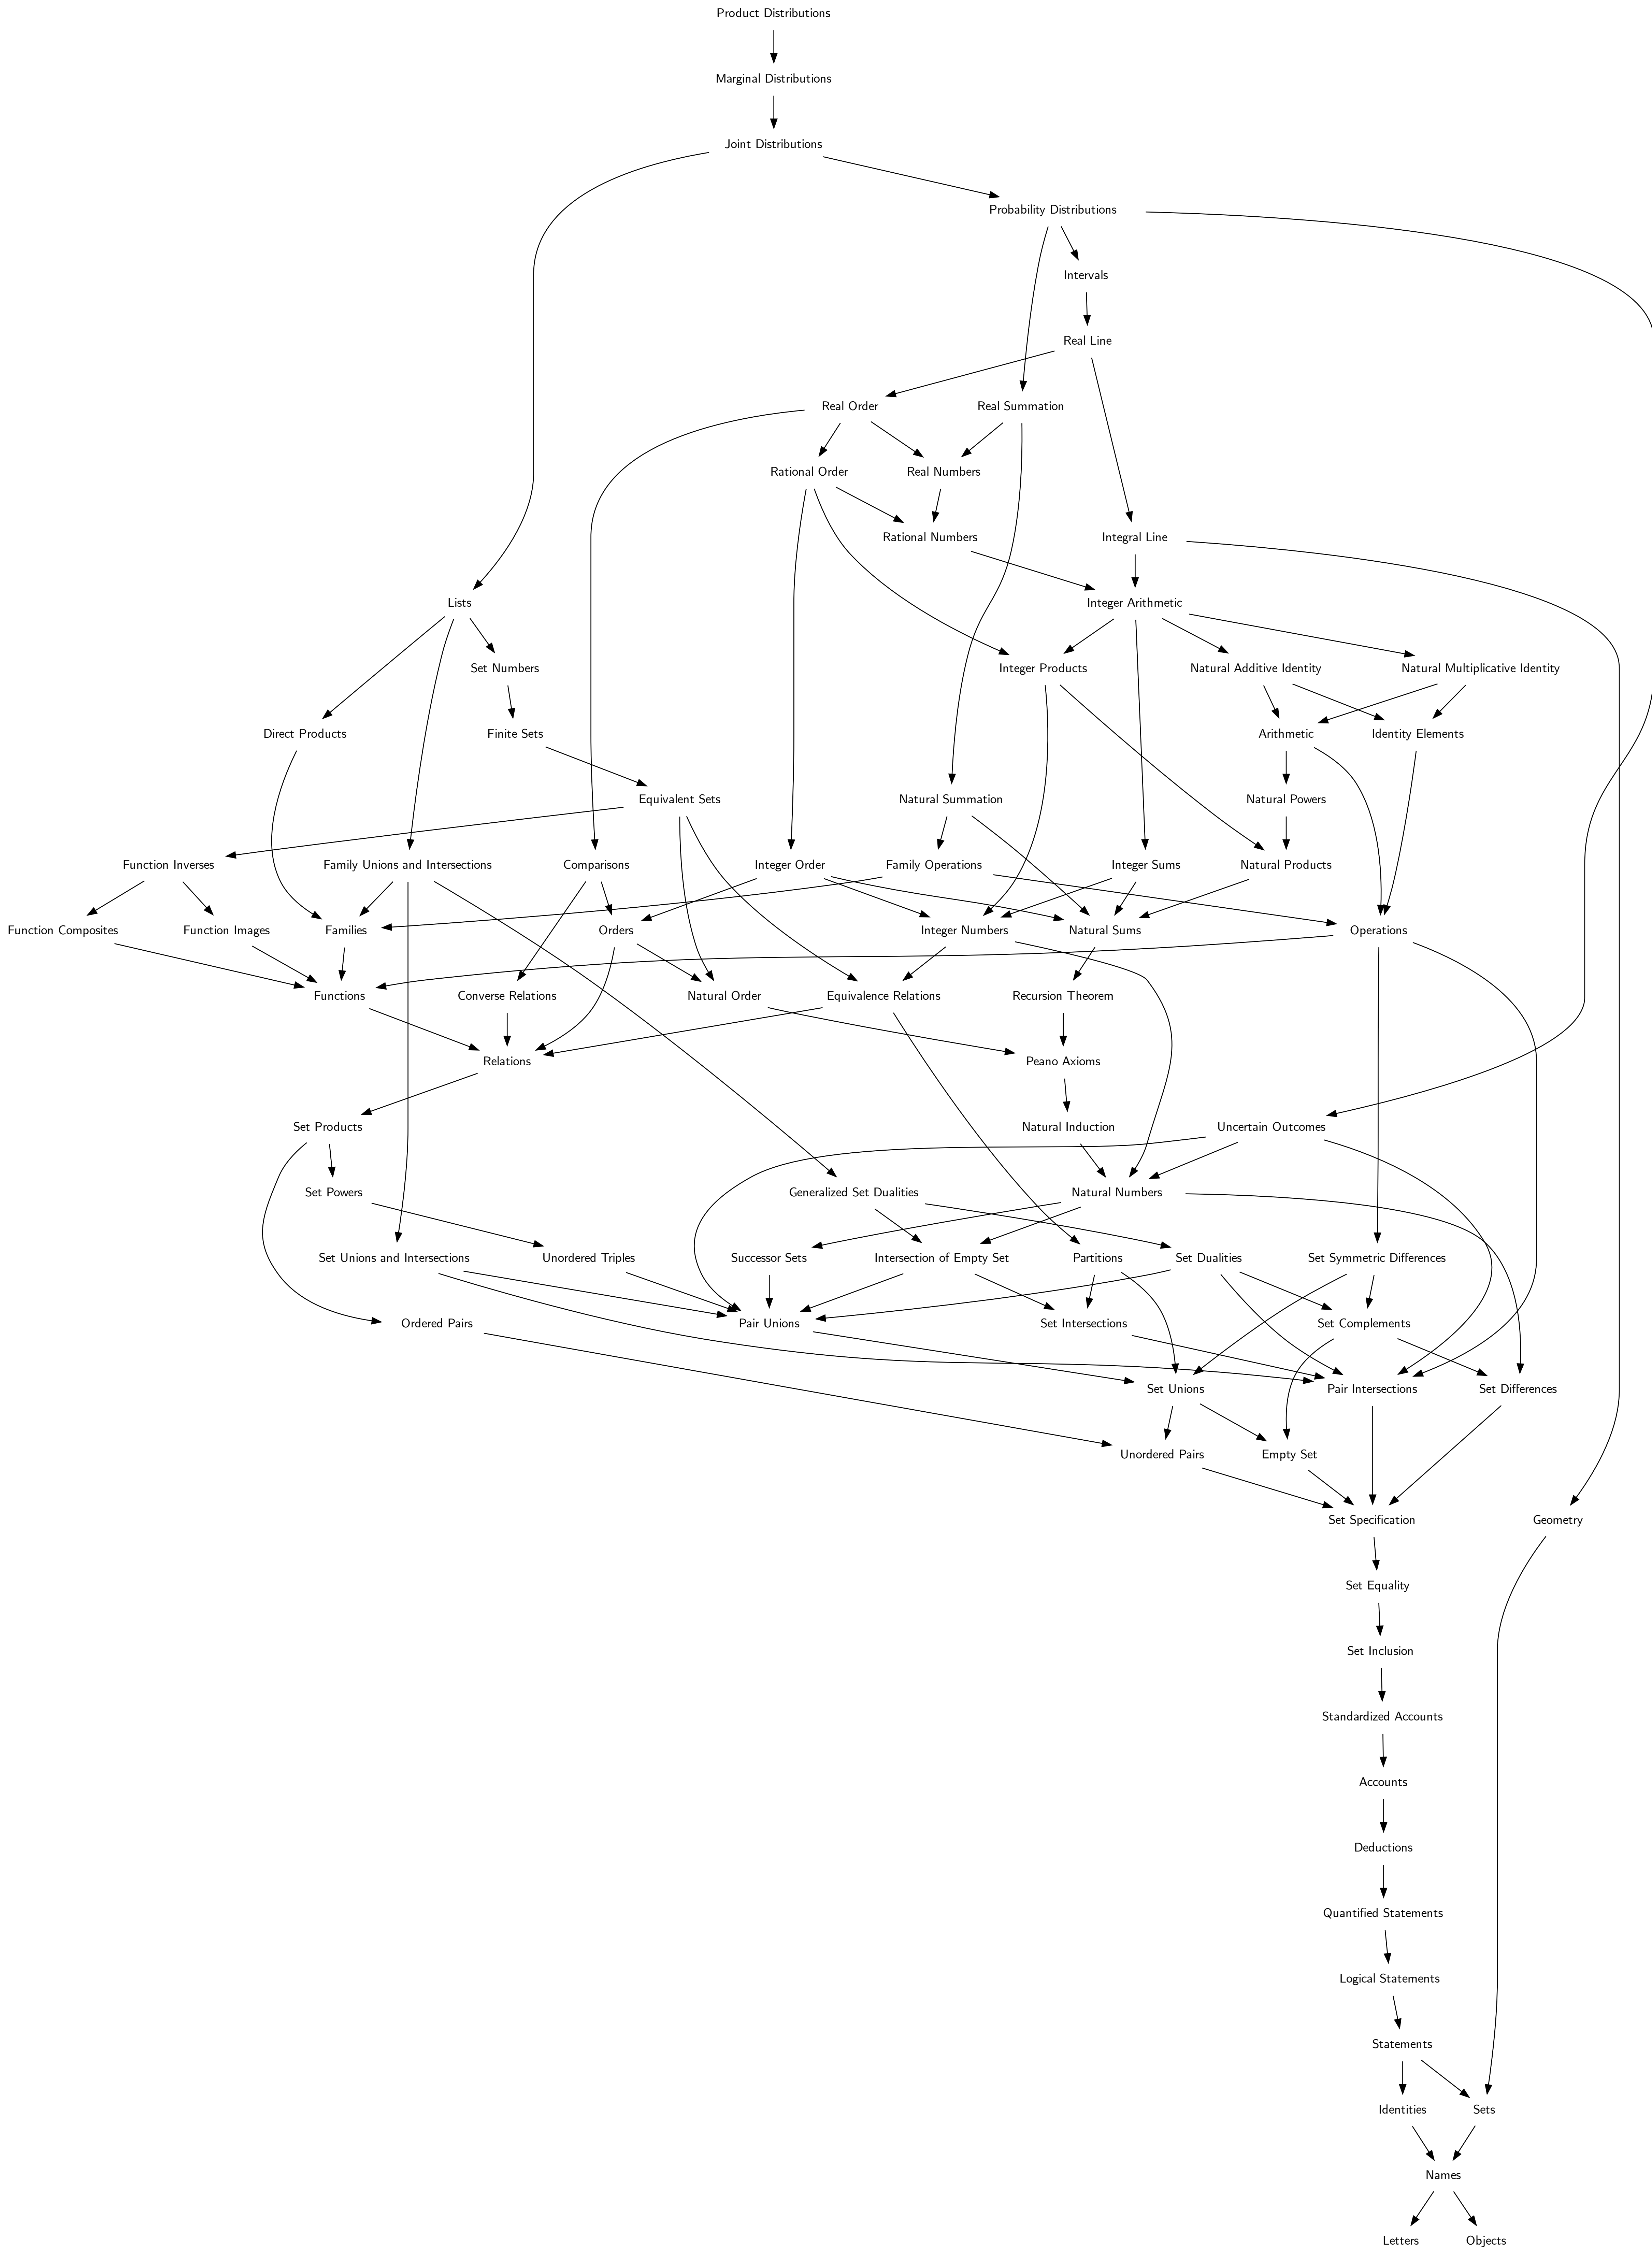 Product Distributions
Marginal Distributions
Joint Distributions
Probability Distributions
Intervals
Real Line
Real Order
Real Summation
Rational Order
Real Numbers
Rational Numbers
Integral Line
Lists
Integer Arithmetic
Set Numbers
Integer Products
Natural Additive Identity
Natural Multiplicative Identity
Direct Products
Finite Sets
Arithmetic
Identity Elements
Equivalent Sets
Natural Summation
Natural Powers
Function Inverses
Family Unions and Intersections
Comparisons
Integer Order
Family Operations
Integer Sums
Natural Products
Function Composites
Function Images
Families
Orders
Integer Numbers
Natural Sums
Operations
Functions
Converse Relations
Natural Order
Equivalence Relations
Recursion Theorem
Relations
Peano Axioms
Set Products
Natural Induction
Uncertain Outcomes
Set Powers
Generalized Set Dualities
Natural Numbers
Set Unions and Intersections
Unordered Triples
Successor Sets
Intersection of Empty Set
Partitions
Set Dualities
Set Symmetric Differences
Ordered Pairs
Pair Unions
Set Intersections
Set Complements
Set Unions
Pair Intersections
Set Differences
Unordered Pairs
Empty Set
Set Specification
Geometry
Set Equality
Set Inclusion
Standardized Accounts
Accounts
Deductions
Quantified Statements
Logical Statements
Statements
Identities
Sets
Names
Letters
Objects